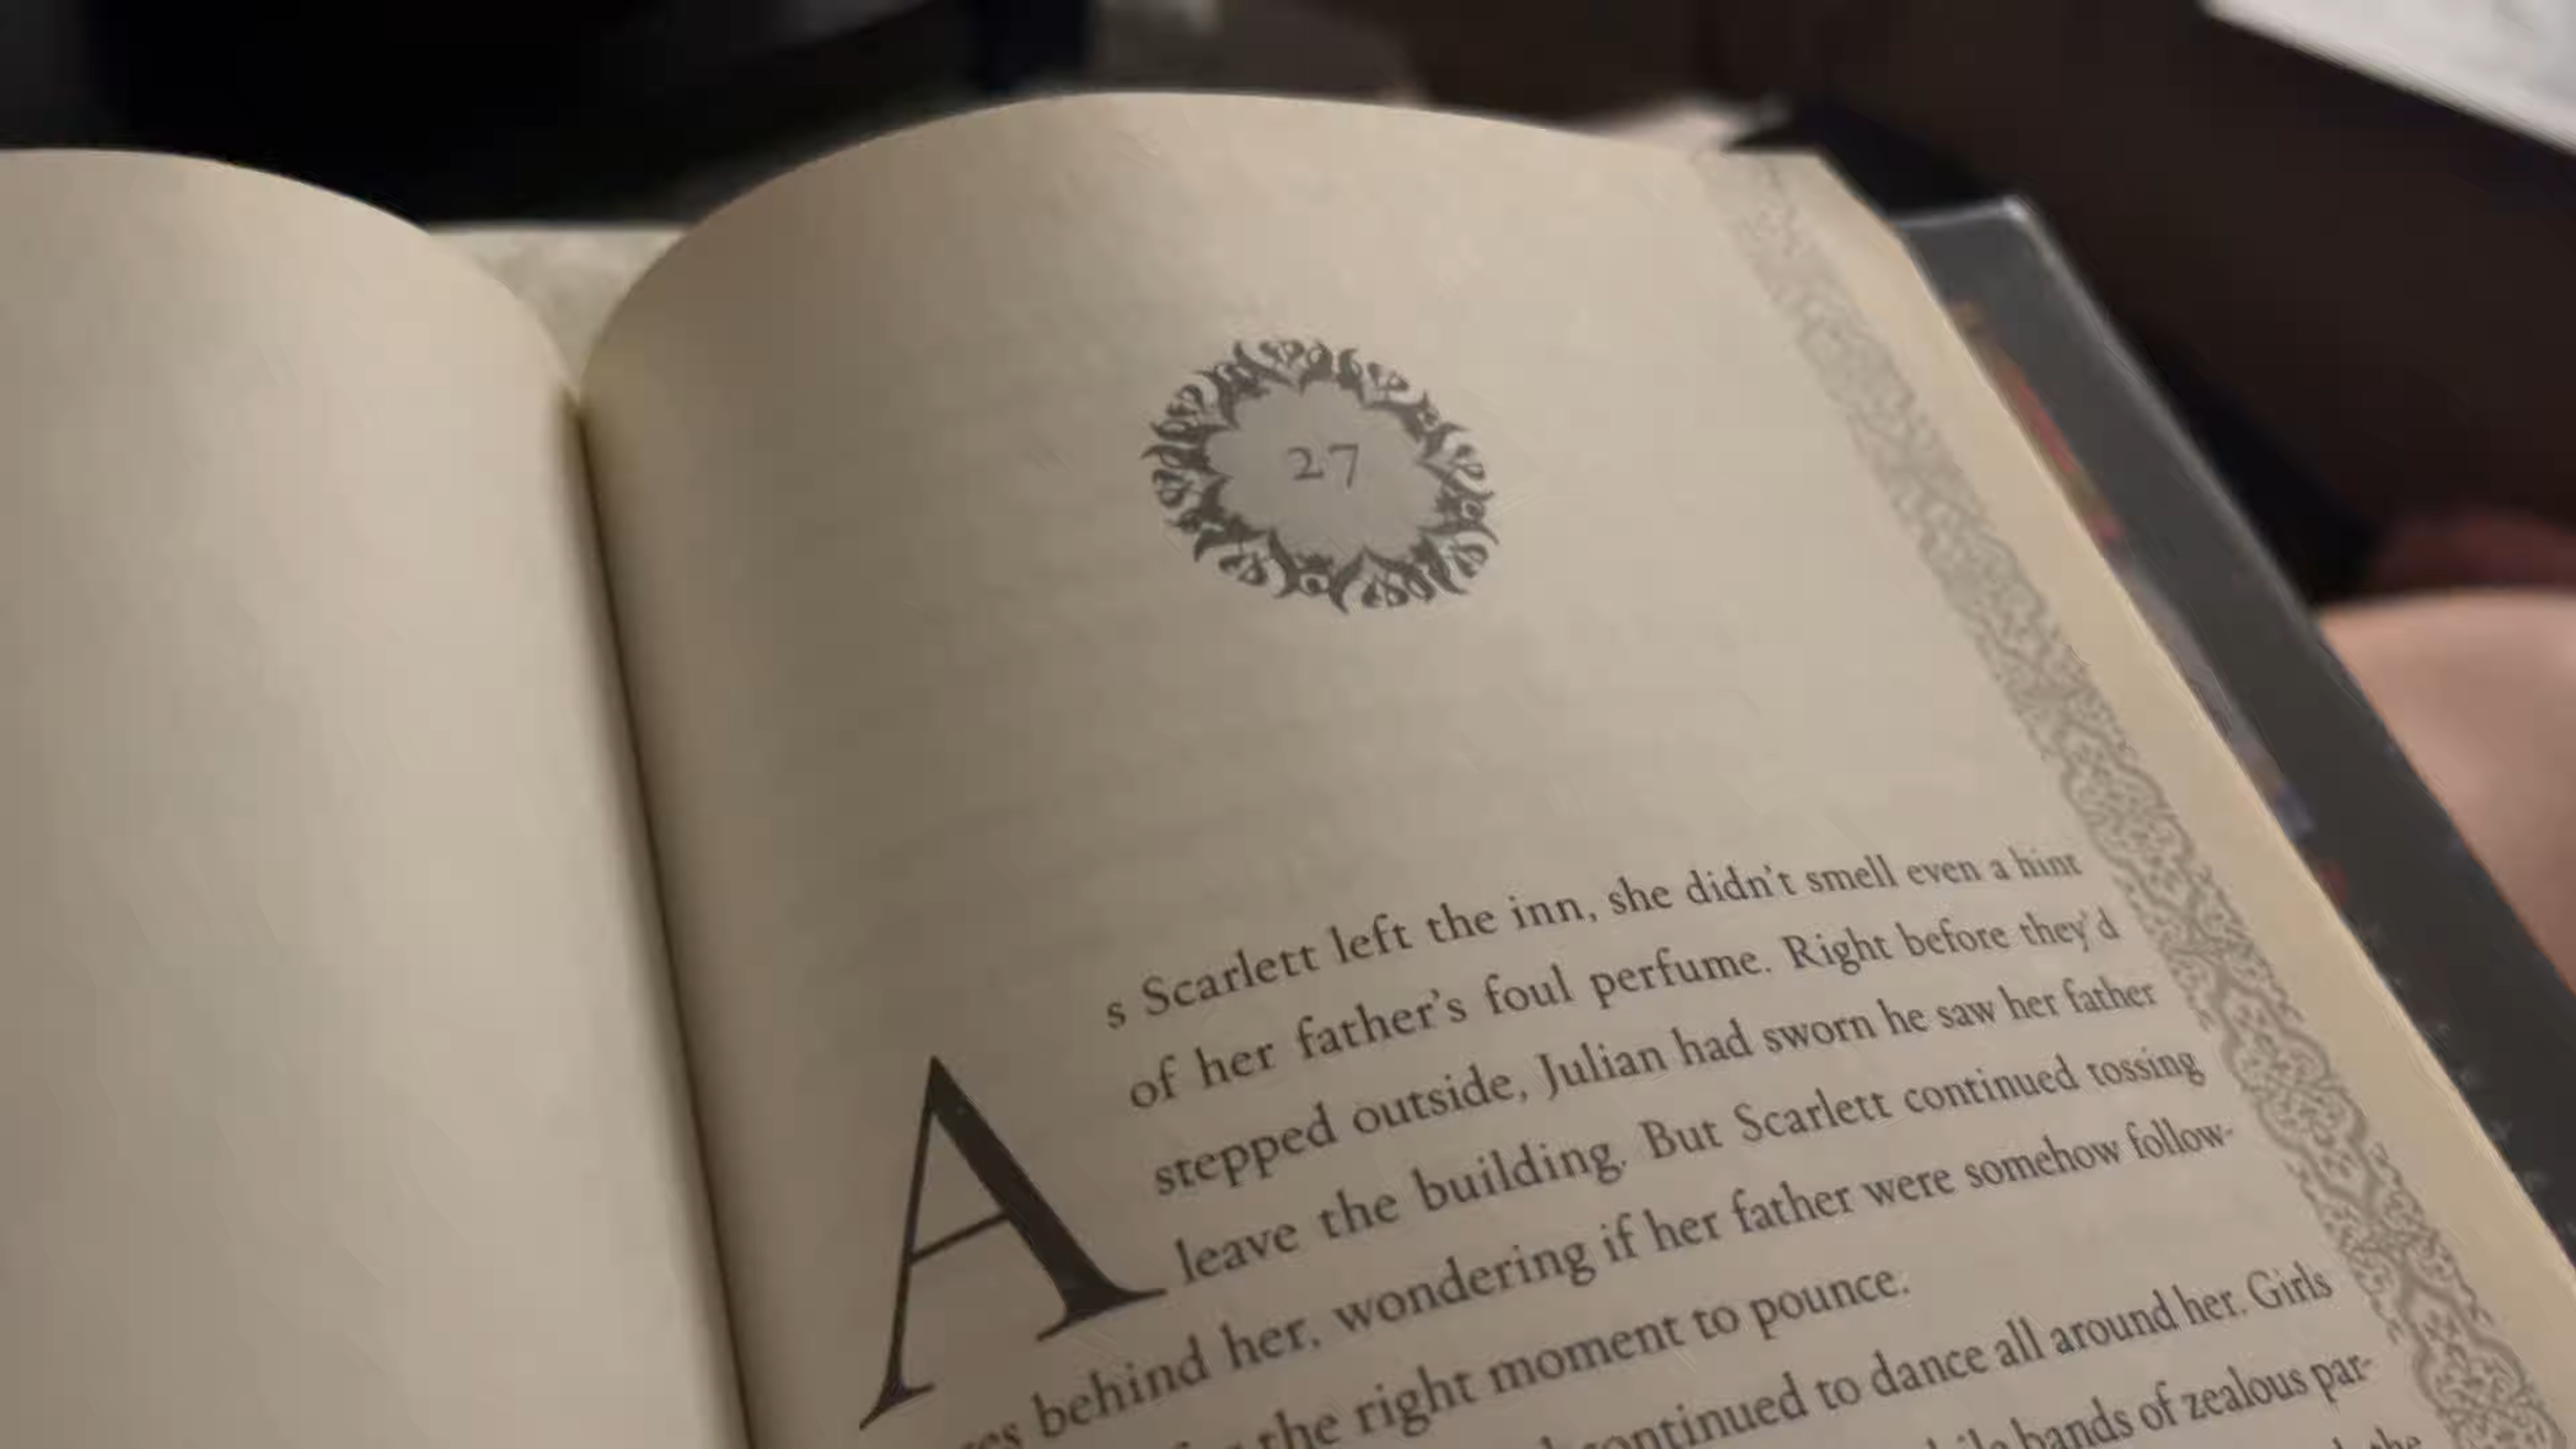 27
As Scarlett left the inn, she didn't smell even a hint
of her father's foul perfume. Right before they'd
stepped outside, Julian had sworn he saw her father
leave the building. But Scarlett continued tossing
behind her, wondering if her father were somehow follow-
the right moment to pounce.
continued to dance all around her. Girls
bands of zealous par-
the